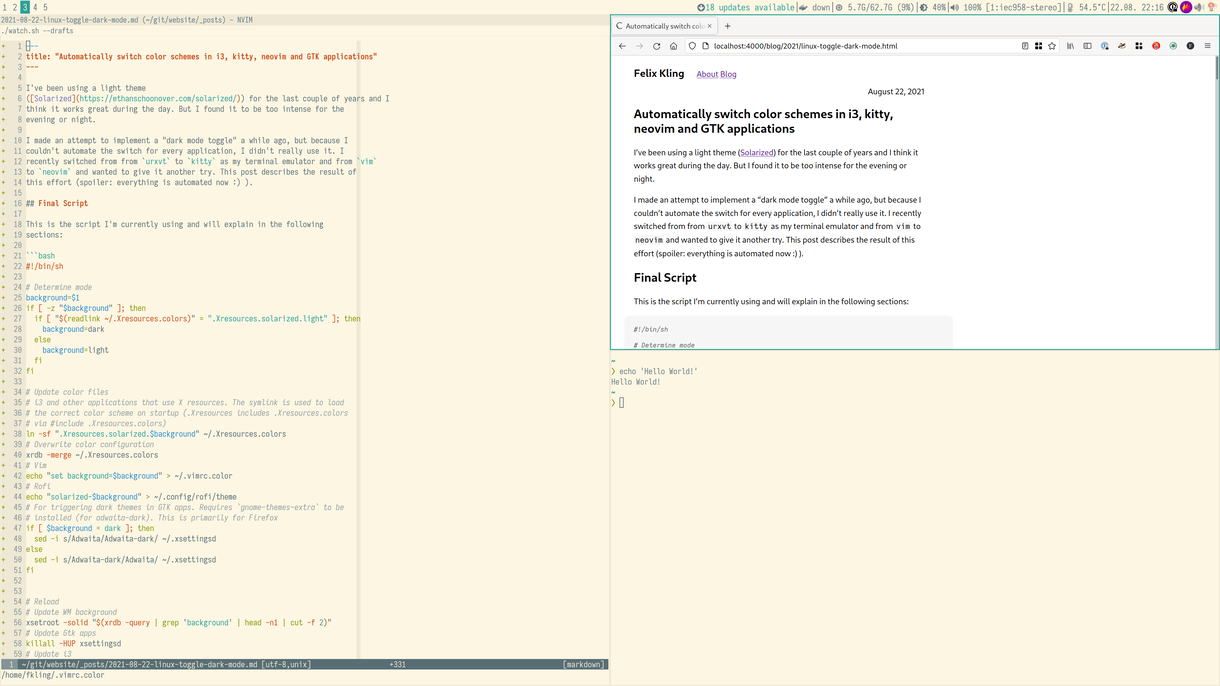 1 2 3 4 5
18 updates available | down | 5.7G/62.7G (9%) | 40% | 100% [1:iec958-stereo] | 54.5°C | 22.08. 22:16
2021-08-22-linux-toggle-dark-mode.md (~/git/website/_posts) - NVIM
./watch.sh --drafts
+ 1 ---
+ 2 title: "Automatically switch color schemes in i3, kitty, neovim and GTK applications"
+ 3 ---
+ 4
+ 5 I've been using a light theme
+ 6 ([Solarized](https://ethanschoonover.com/solarized/)) for the last couple of years and I
+ 7 think it works great during the day. But I found it to be too intense for the
+ 8 evening or night.
+ 9
+ 10 I made an attempt to implement a "dark mode toggle" a while ago, but because I
+ 11 couldn't automate the switch for every application, I didn't really use it. I
+ 12 recently switched from from `urxvt` to `kitty` as my terminal emulator and from `vim`
+ 13 to `neovim` and wanted to give it another try. This post describes the result of
+ 14 this effort (spoiler: everything is automated now :) ).
+ 15
+ 16 ## Final Script
+ 17
+ 18 This is the script I'm currently using and will explain in the following
+ 19 sections:
+ 20
+ 21 ```bash
+ 22 #!/bin/sh
+ 23
+ 24 # Determine mode
+ 25 background=$1
+ 26 if [ -z "$background" ]; then
+ 27 if [ "$(readlink ~/.Xresources.colors)" = ".Xresources.solarized.light" ]; then
+ 28 background=dark
+ 29 else
+ 30 background=light
+ 31 fi
+ 32 fi
+ 33
+ 34 # Update color files
+ 35 # i3 and other applications that use X resources. The symlink is used to load
+ 36 # the correct color scheme on startup (.Xresources includes .Xresources.colors
+ 37 # via #include .Xresources.colors)
+ 38 ln -sf ".Xresources.solarized.$background" ~/.Xresources.colors
+ 39 # Overwrite color configuration
+ 40 xrdb -merge ~/.Xresources.colors
+ 41 # Vim
+ 42 echo "set background=$background" > ~/.vimrc.color
+ 43 # Rofi
+ 44 echo "solarized-$background" > ~/.config/rofi/theme
+ 45 # For triggering dark themes in GTK apps. Requires `gnome-themes-extra` to be
+ 46 # installed (for adwaita-dark). This is primarily for Firefox
+ 47 if [ $background = dark ]; then
+ 48 sed -i s/Adwaita/Adwaita-dark/ ~/.xsettingsd
+ 49 else
+ 50 sed -i s/Adwaita-dark/Adwaita/ ~/.xsettingsd
+ 51 fi
+ 52
+ 53
+ 54 # Reload
+ 55 # Update WM background
+ 56 xsetroot -solid "$(xrdb -query | grep 'background' | head -n1 | cut -f 2)"
+ 57 # Update Gtk apps
+ 58 killall -HUP xsettingsd
+ 59 # Update i3
1 ~/git/website/_posts/2021-08-22-linux-toggle-dark-mode.md [utf-8,unix] +331 [markdown]
/home/fkling/.vimrc.color
Automatically switch colo ×
localhost:4000/blog/2021/linux-toggle-dark-mode.html
Felix Kling About Blog
August 22, 2021
Automatically switch color schemes in i3, kitty,
neovim and GTK applications
I've been using a light theme (Solarized) for the last couple of years and I think it
works great during the day. But I found it to be too intense for the evening or
night.
I made an attempt to implement a “dark mode toggle” a while ago, but because I
couldn't automate the switch for every application, I didn't really use it. I recently
switched from from urxvt to kitty as my terminal emulator and from vim to
neovim and wanted to give it another try. This post describes the result of this
effort (spoiler: everything is automated now :) ).
Final Script
This is the script I'm currently using and will explain in the following sections:
#!/bin/sh
# Determine mode
~
❯ echo 'Hello World!'
Hello World!
~
❯